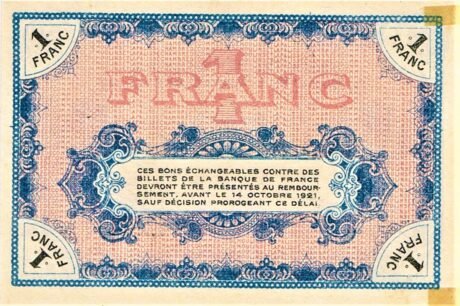 1
FRANC
1
FRANC
1
FRANC
CES BONS ÉCHANGEABLES CONTRE DES
BILLETS DE LA BANQUE DE FRANCE
DEVRONT ÊTRE PRÉSENTÉS AU REMBOUR-
SEMENT, AVANT LE 14 OCTOBRE 1921,
SAUF DÉCISION PROROGEANT CE DÉLAI
1
FRANC
1
FRANC